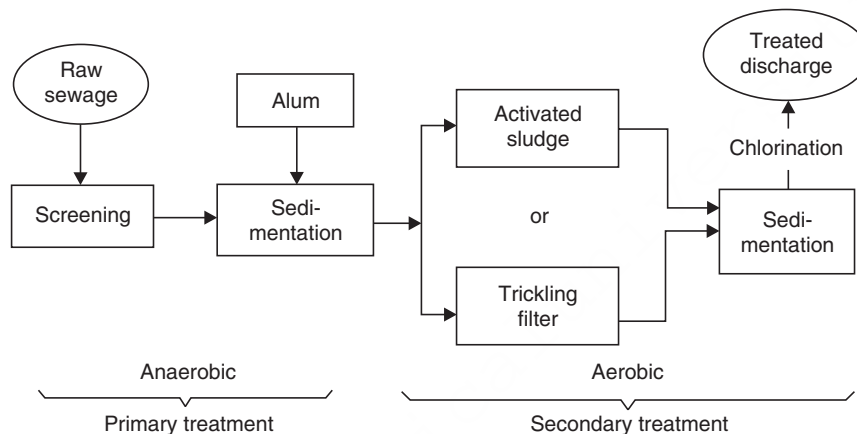 Raw
sewage
Screening
Alum
Sedi-
mentation
Activated
sludge
or
Trickling
filter
Treated
discharge
Chlorination
Sedi-
mentation
Anaerobic
Primary treatment
Aerobic
Secondary treatment